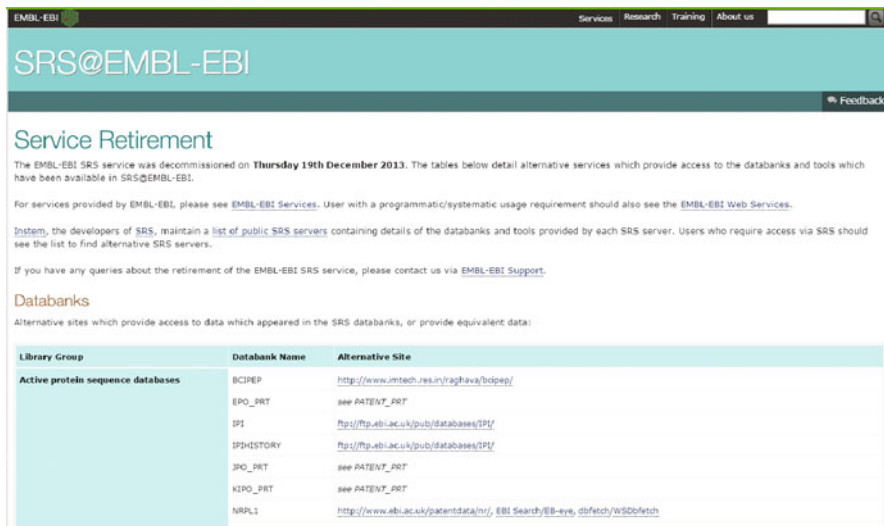 EMBL-EBI Services Research Training About us
SRS@EMBL-EBI
Feedback
Service Retirement
The EMBL-EBI SRS service was decommissioned on Thursday 19th December 2013. The tables below detail alternative services which provide access to the databanks and tools which
have been available in SRS@EMBL-EBI.
For services provided by EMBL-EBI, please see EMBL-EBI Services. User with a programmatic/systematic usage requirement should also see the EMBL-EBI Web Services.
Instem, the developers of SRS, maintain a list of public SRS servers containing details of the databanks and tools provided by each SRS server. Users who require access via SRS should
see the list to find alternative SRS servers.
If you have any queries about the retirement of the EMBL-EBI SRS service, please contact us via EMBL-EBI Support.
Databanks
Alternative sites which provide access to data which appeared in the SRS databanks, or provide equivalent data:
Library Group Databank Name Alternative Site
Active protein sequence databases BCIPEP http://www.imtech.res.in/raghava/bcipep/
EPO_PRT see PATENT_PRT
IPI ftp://ftp.ebi.ac.uk/pub/databases/IPI/
IPIHISTORY ftp://ftp.ebi.ac.uk/pub/databases/IPI/
JPO_PRT see PATENT_PRT
KIPO_PRT see PATENT_PRT
NRPL1 http://www.ebi.ac.uk/patentdata/nr/, EBI Search/EB-eye, dbfetch/WSDbfetch